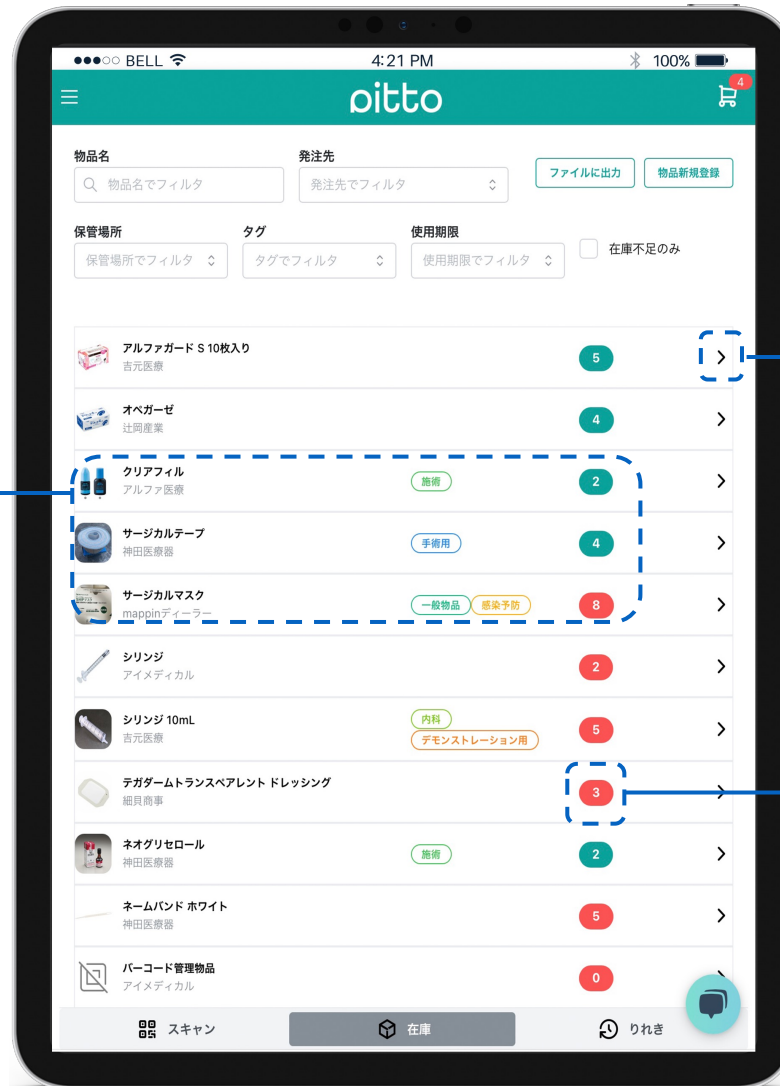 BELL 4:21 PM 100%
pitto 4
物品名 発注先
物品名でフィルタ 発注先でフィルタ ファイルに出力 物品新規登録
保管場所 タグ 使用期限
保管場所でフィルタ タグでフィルタ 使用期限でフィルタ 在庫不足のみ
アルファガード S 10枚入り
吉元医療 5
オペガーゼ
辻岡産業 4
クリアフィル
アルファ医療 施術 2
サージカルテープ
神田医療器 手術用 4
サージカルマスク
mappinディーラー 一般物品 感染予防 8
シリンジ
アイメディカル 2
シリンジ 10mL 内科
吉元医療 デモンストレーション用 5
テガダームトランスペアレント ドレッシング
細貝商事 3
ネオグリセロール
神田医療器 施術 2
ネームバンド ホワイト
神田医療器 5
バーコード管理物品
アイメディカル 0
スキャン 在庫 りれき